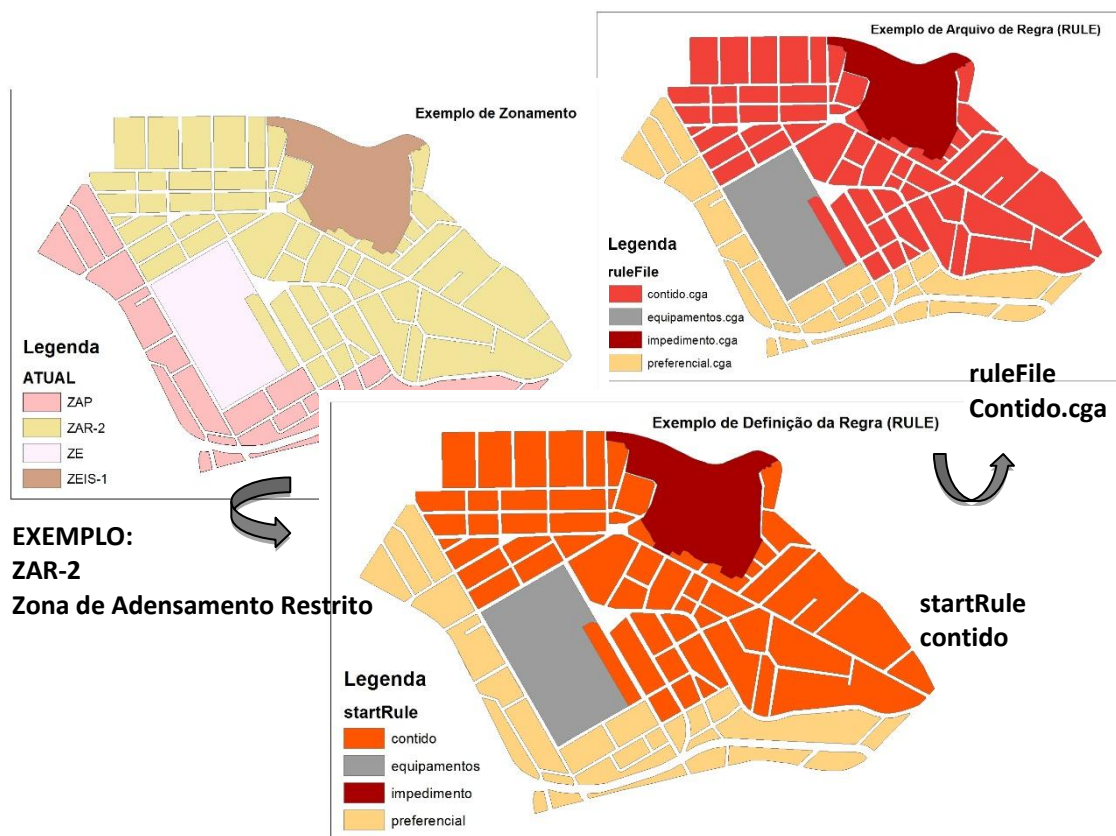 Exemplo de Arquivo de Regra (RULE)
Legenda
ruleFile
contido.cga
equipamentos.cga
impedimento.cga
preferencial.cga
Exemplo de Zonamento
Legenda
ATUAL
ZAP
ZAR-2
ZE
ZEIS-1
EXEMPLO:
ZAR-2
Zona de Adensamento Restrito
Exemplo de Definição da Regra (RULE)
Legenda
startRule
contido
equipamentos
impedimento
preferencial
startRule
contido
ruleFile
Contido.cga